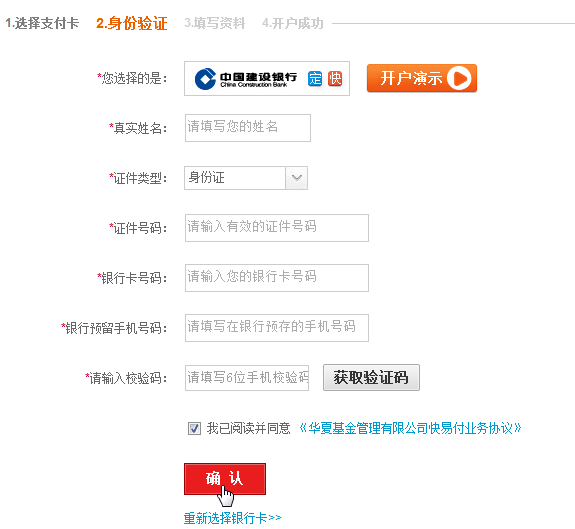 1.选择支付卡 2.身份验证 3.填写资料 4.开户成功
*您选择的是: 中国建设银行 China Construction Bank 定 快 开户演示
*真实姓名: 请填写您的姓名
*证件类型: 身份证
*证件号码: 请输入有效的证件号码
*银行卡号码: 请输入您的银行卡号码
*银行预留手机号码: 请填写在银行预存的手机号码
*请输入校验码: 请填写6位手机校验码 获取验证码
我已阅读并同意 《华夏基金管理有限公司快易付业务协议》
确 认
重新选择银行卡>>